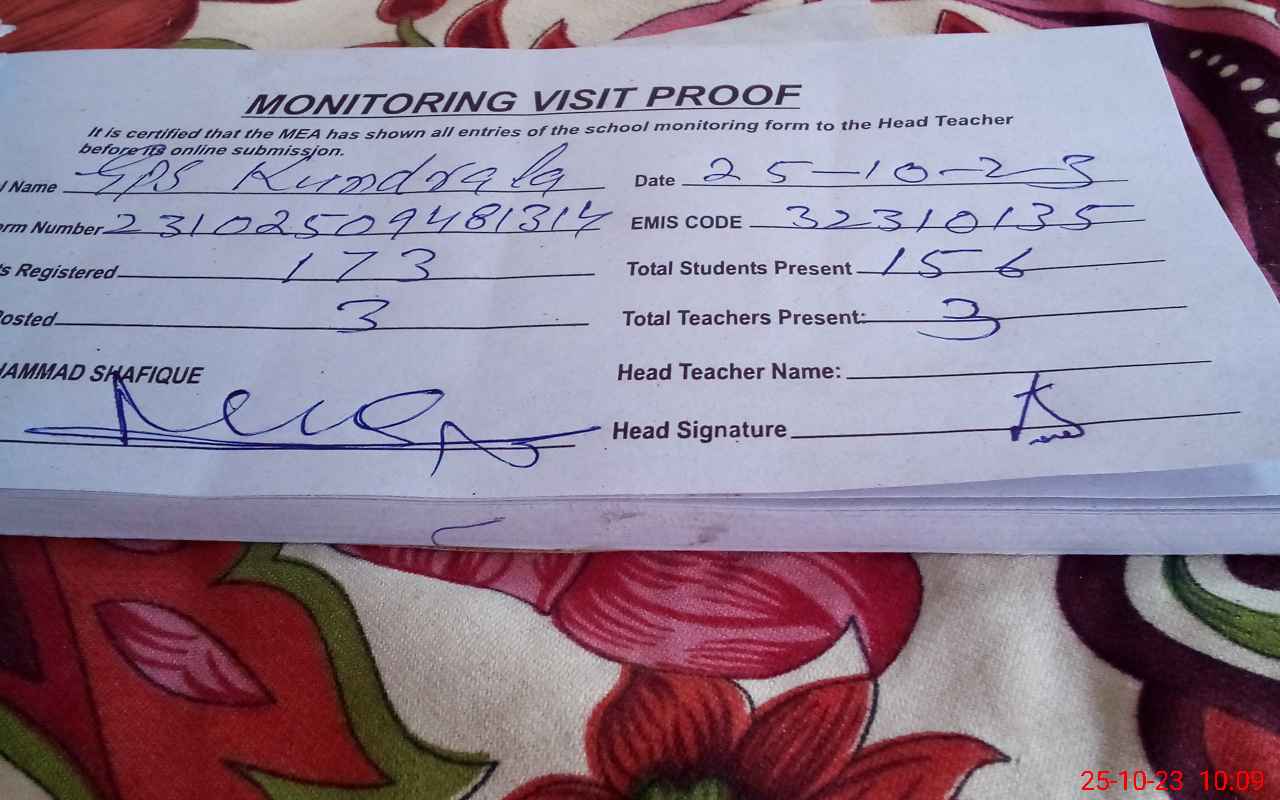 MONITORING VISIT PROOF
It is certified that the MEA has shown all entries of the school monitoring form to the Head Teacher
before its online submission.
l Name GPS Kundrala Date 25-10-23
orm Number 23102509481314 EMIS CODE 32310135
s Registered 173 Total Students Present 156
osted 3 Total Teachers Present: 3
HAMMAD SHAFIQUE Head Teacher Name:
Head Signature
25-10-23 10:09